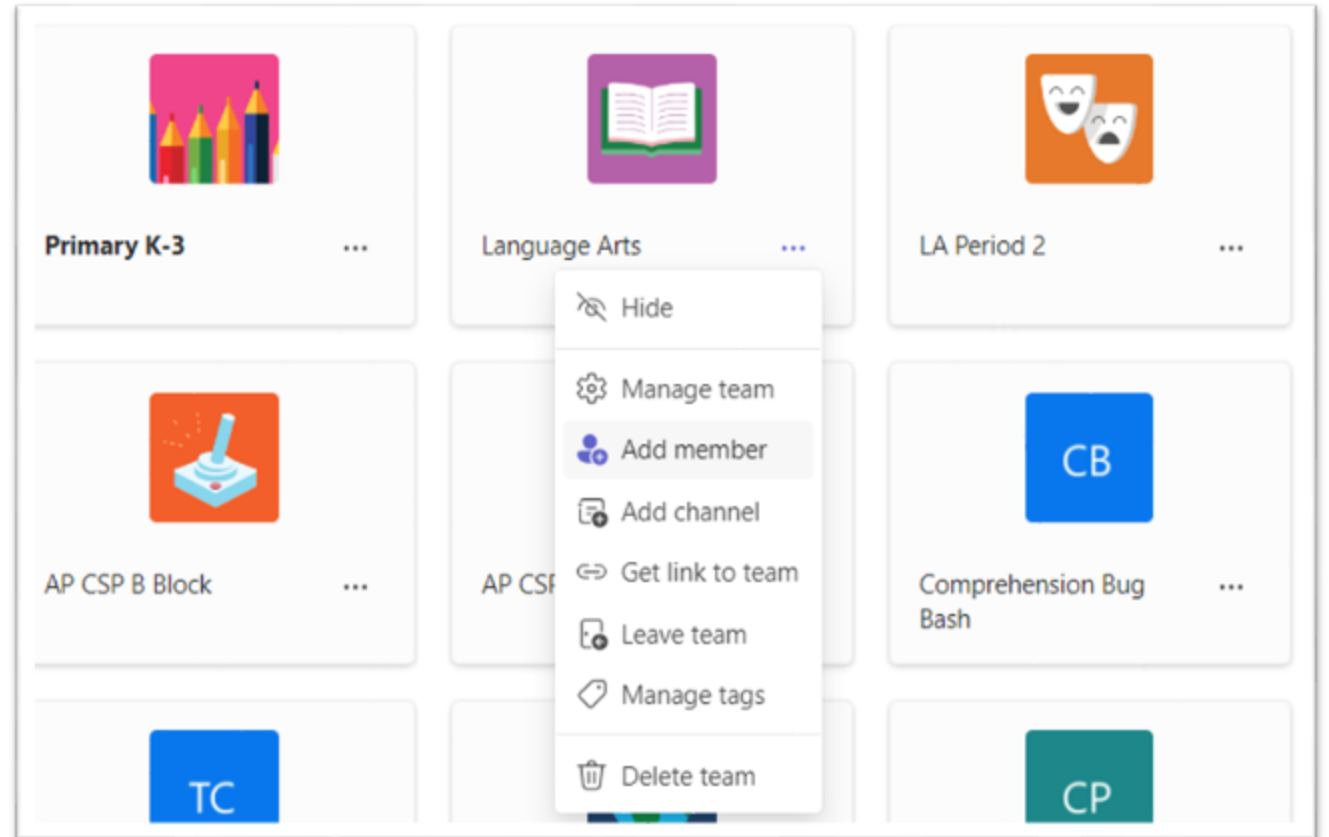 Primary K-3 ...
Language Arts ...
LA Period 2 ...
Hide
Manage team
Add member
Add channel
Get link to team
Leave team
Manage tags
Delete team
AP CSP B Block ...
AP CSP
CB
Comprehension Bug ...
Bash
TC
CP